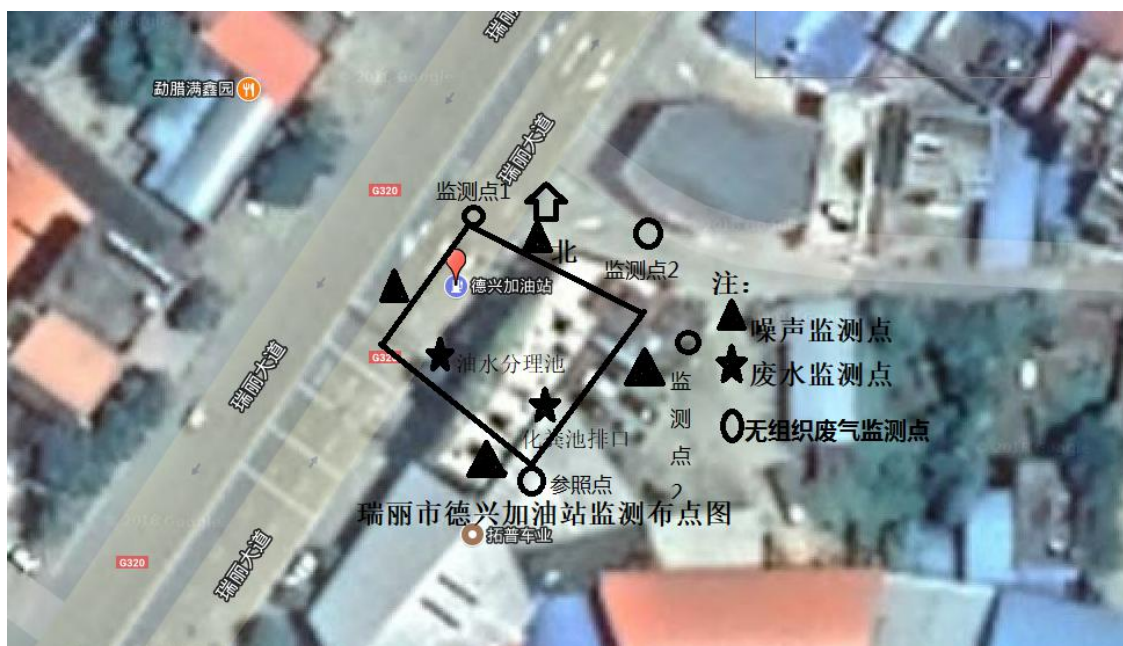 瑞丽
勐腊满鑫园
© 2018 Google
瑞丽大道
G320
监测点1
北
监测点2
德兴加油站
注：
噪声监测点
G320
油水分理池
废水监测点
监
测
点
2
瑞丽大道
化粪池排口
无组织废气监测点
参照点
瑞丽市德兴加油站监测布点图
© 2018 Google
拓普车业
G320
瑞丽大道